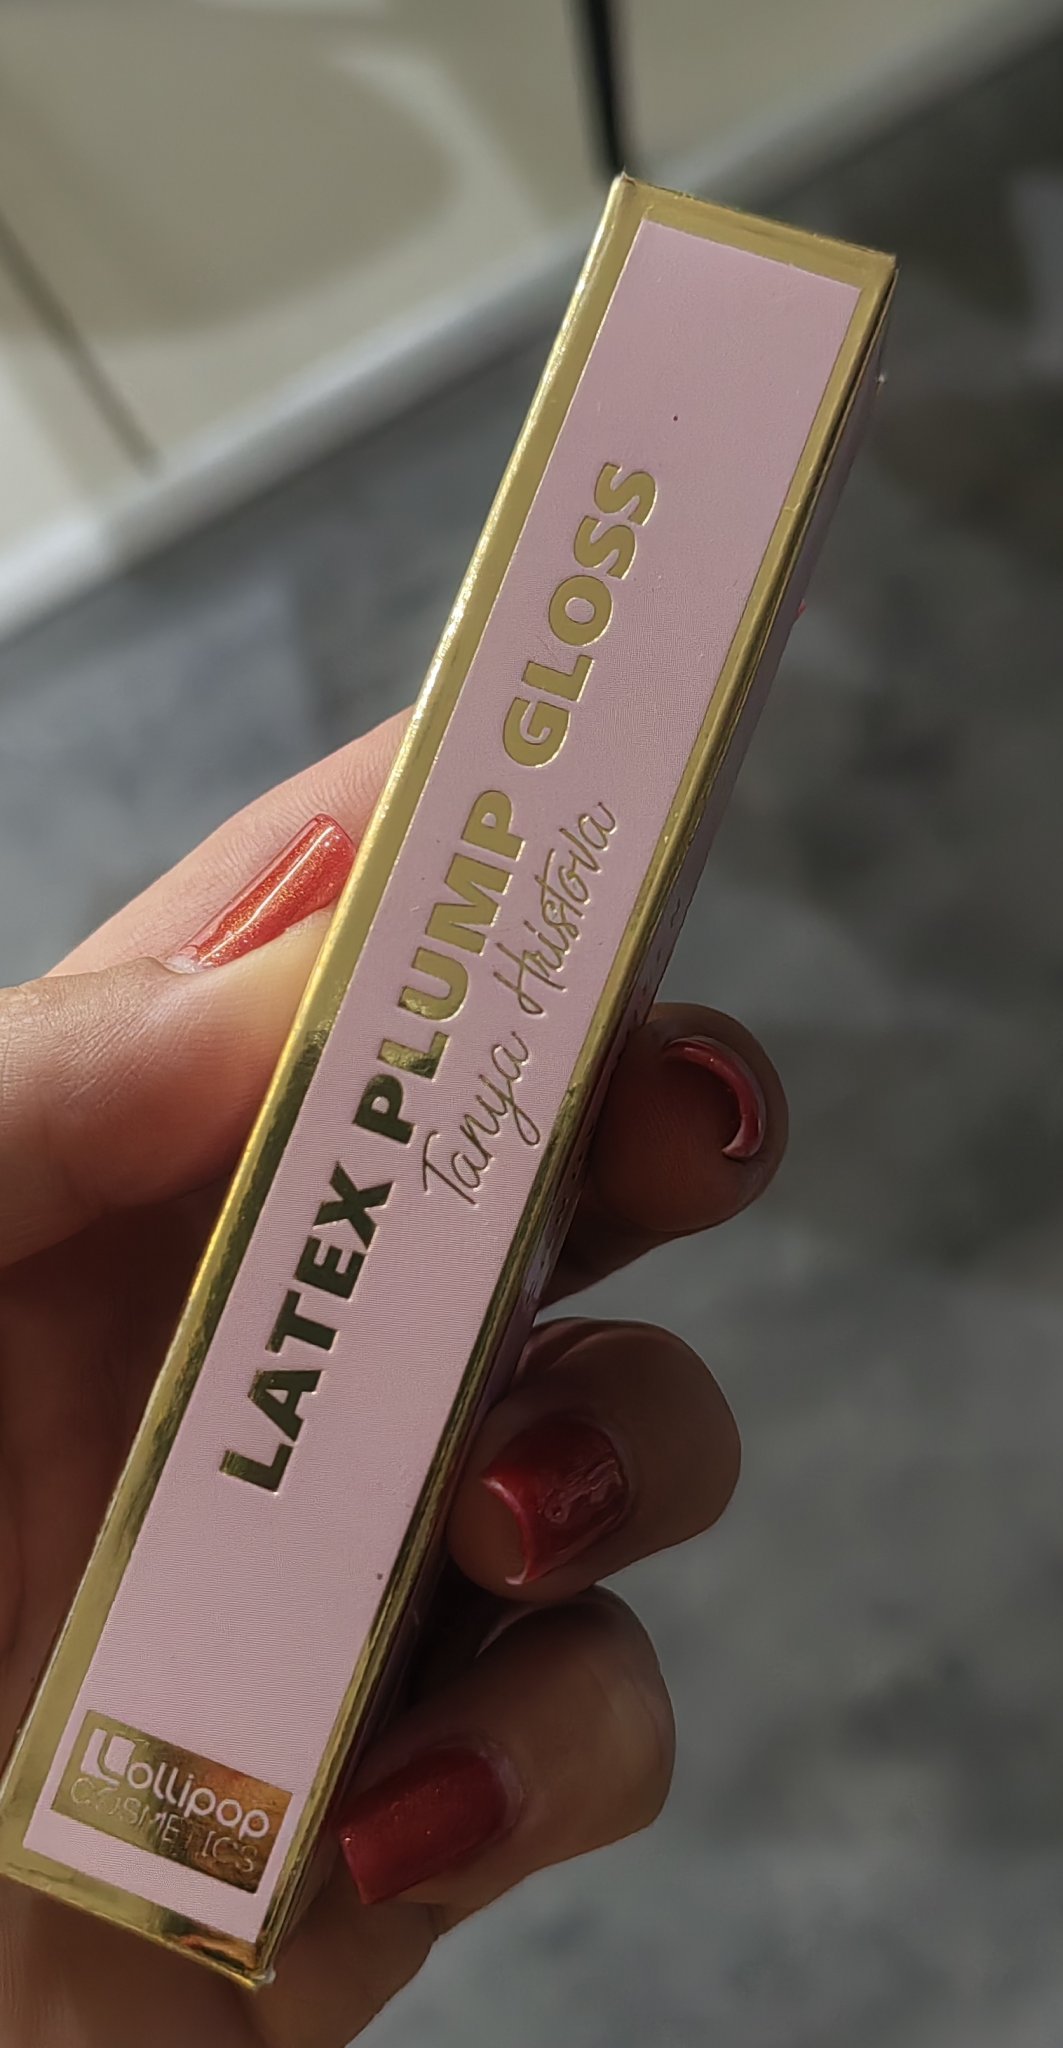 LATEX PLUMP GLOSS
Tanya Hristova
Lollipop
COSMETICS